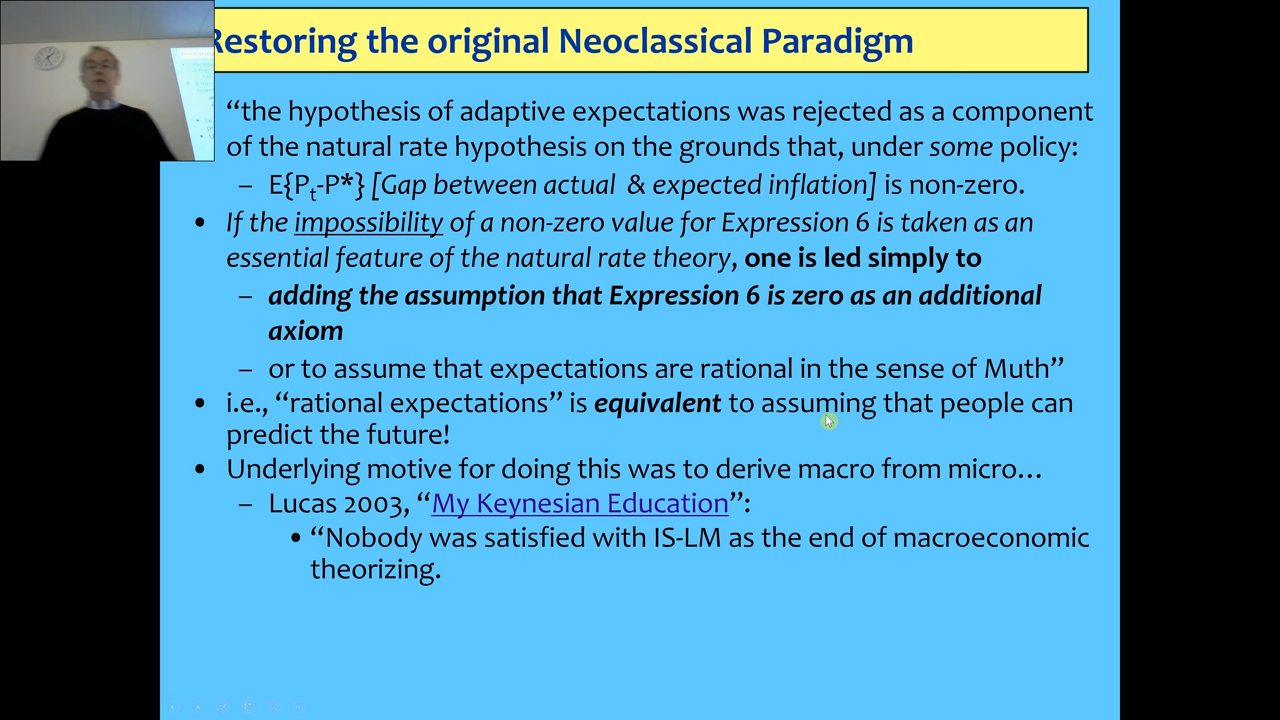 Restoring the original Neoclassical Paradigm
“the hypothesis of adaptive expectations was rejected as a component
of the natural rate hypothesis on the grounds that, under some policy:
– E{Pt-P*} [Gap between actual & expected inflation] is non-zero.
• If the impossibility of a non-zero value for Expression 6 is taken as an
essential feature of the natural rate theory, one is led simply to
– adding the assumption that Expression 6 is zero as an additional
axiom
– or to assume that expectations are rational in the sense of Muth”
• i.e., “rational expectations” is equivalent to assuming that people can
predict the future!
• Underlying motive for doing this was to derive macro from micro…
– Lucas 2003, “My Keynesian Education”:
• “Nobody was satisfied with IS-LM as the end of macroeconomic
theorizing.